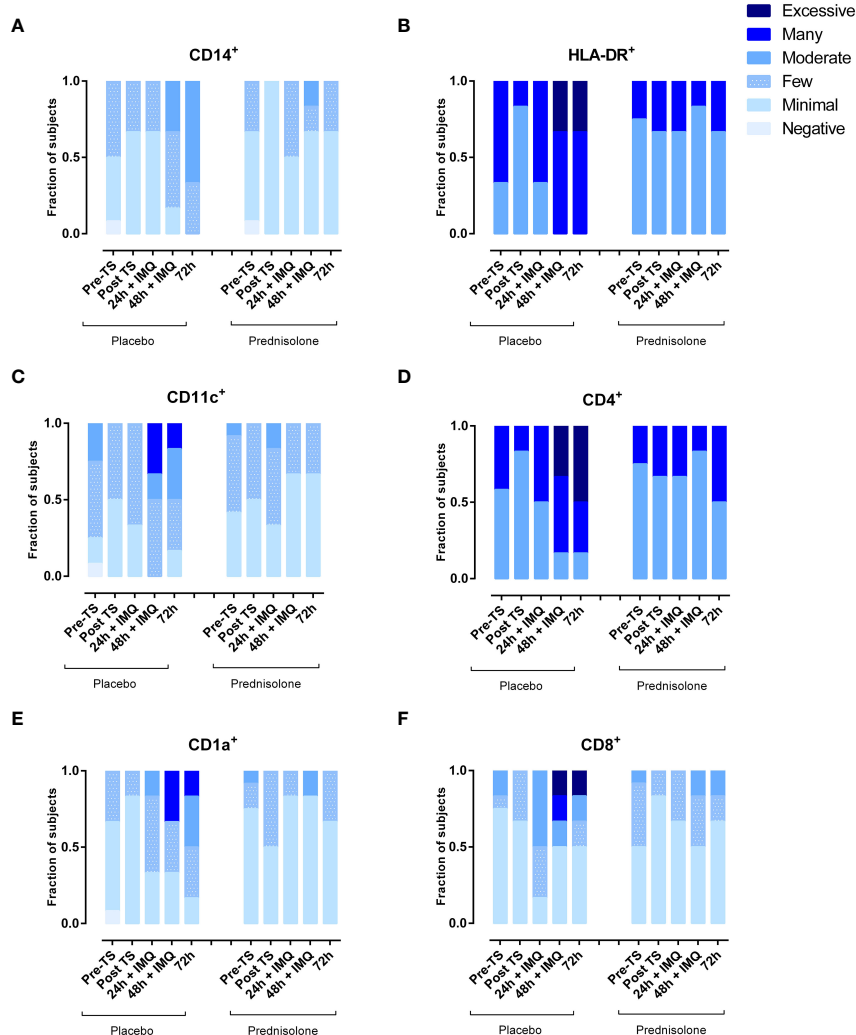 Excessive
Many
Moderate
Few
Minimal
Negative
A
CD14+
Fraction of subjects
1.0
0.5
0.0
Pre-TS
Post TS
24h + IMQ
48h + IMQ
72h
Pre-TS
Post TS
24h + IMQ
48h + IMQ
72h
Placebo
Prednisolone
B
HLA-DR+
Fraction of subjects
1.0
0.5
0.0
Pre-TS
Post TS
24h + IMQ
48h + IMQ
72h
Pre-TS
Post TS
24h + IMQ
48h + IMQ
72h
Placebo
Prednisolone
C
CD11c+
Fraction of subjects
1.0
0.5
0.0
Pre-TS
Post TS
24h + IMQ
48h + IMQ
72h
Pre-TS
Post TS
24h + IMQ
48h + IMQ
72h
Placebo
Prednisolone
D
CD4+
Fraction of subjects
1.0
0.5
0.0
Pre-TS
Post TS
24h + IMQ
48h + IMQ
72h
Pre-TS
Post TS
24h + IMQ
48h + IMQ
72h
Placebo
Prednisolone
E
CD1a+
Fraction of subjects
1.0
0.5
0.0
Pre-TS
Post TS
24h + IMQ
48h + IMQ
72h
Pre-TS
Post TS
24h + IMQ
48h + IMQ
72h
Placebo
Prednisolone
F
CD8+
Fraction of subjects
1.0
0.5
0.0
Pre-TS
Post TS
24h + IMQ
48h + IMQ
72h
Pre-TS
Post TS
24h + IMQ
48h + IMQ
72h
Placebo
Prednisolone